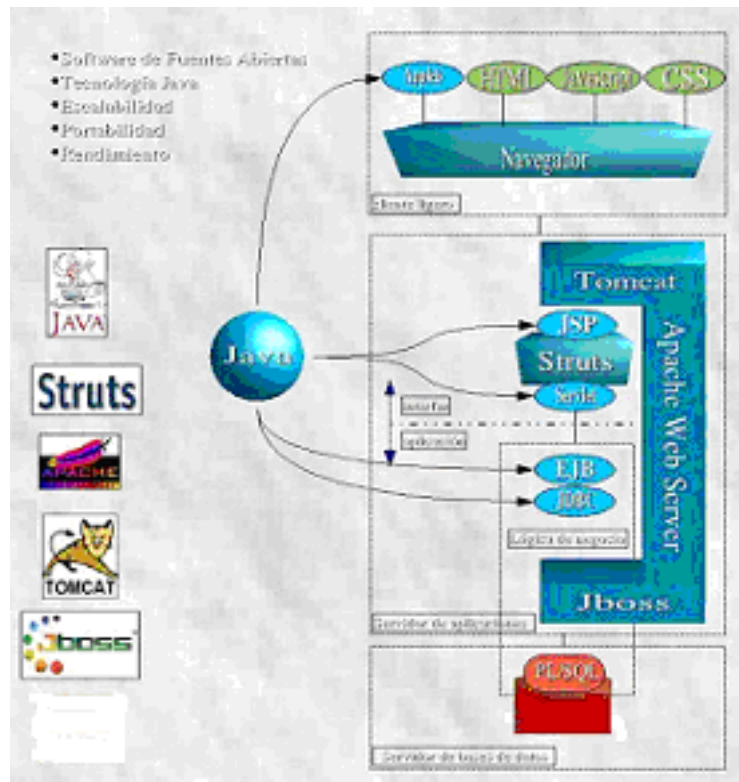 •Software de Fuentes Abiertas
•Tecnología Java
•Escalabilidad
•Portabilidad
•Rendimiento
HTML
Javascript
CSS
Navegador
cliente ligero
Tomcat
Apache Web Server
JSP
Struts
Java
Servlet
interfaz
aplicación
EJB
Lógica de negocio
Jboss
Servidor de aplicaciones
PL/SQL
Servidor de bases de datos
JAVA
Struts
APACHE
TOMCAT
Jboss